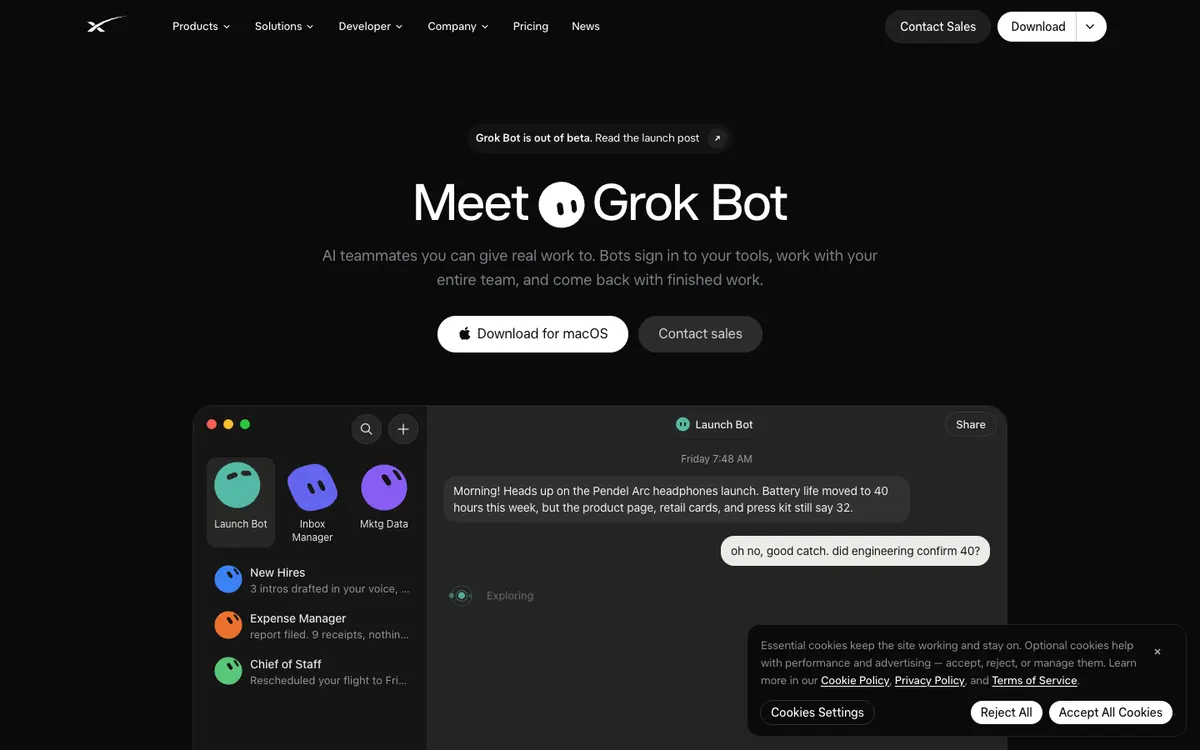 Products
Solutions
Developer
Company
Pricing
News
Contact Sales
Download
Grok Bot is out of beta. Read the launch post
Meet Grok Bot
AI teammates you can give real work to. Bots sign in to your tools, work with your
entire team, and come back with finished work.
Download for macOS
Contact sales
Launch Bot
Inbox
Manager
Mktg Data
New Hires
3 intros drafted in your voice, ...
Expense Manager
report filed. 9 receipts, nothin...
Chief of Staff
Rescheduled your flight to Fri...
Launch Bot
Share
Friday 7:48 AM
Morning! Heads up on the Pendel Arc headphones launch. Battery life moved to 40
hours this week, but the product page, retail cards, and press kit still say 32.
oh no, good catch. did engineering confirm 40?
Exploring
Essential cookies keep the site working and stay on. Optional cookies help
with performance and advertising — accept, reject, or manage them. Learn
more in our Cookie Policy, Privacy Policy, and Terms of Service.
Cookies Settings
Reject All
Accept All Cookies